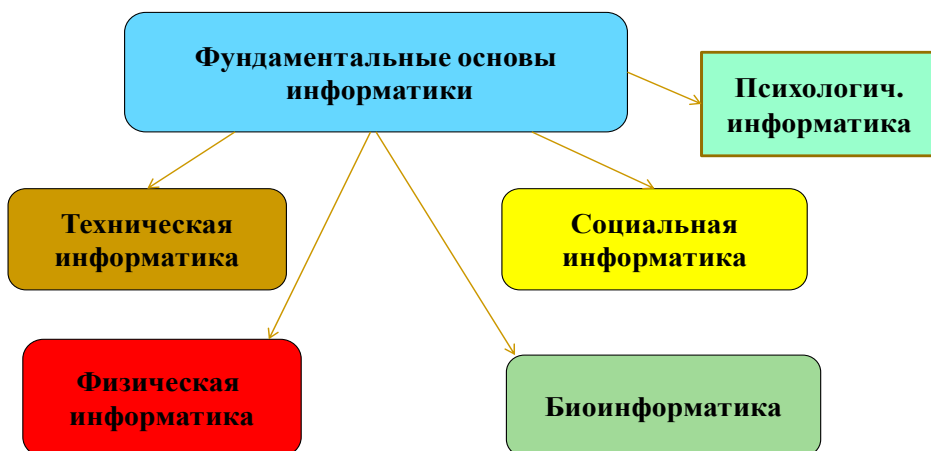 Фундаментальные основы
информатики
Психологич.
информатика
Техническая
информатика
Социальная
информатика
Физическая
информатика
Биоинформатика